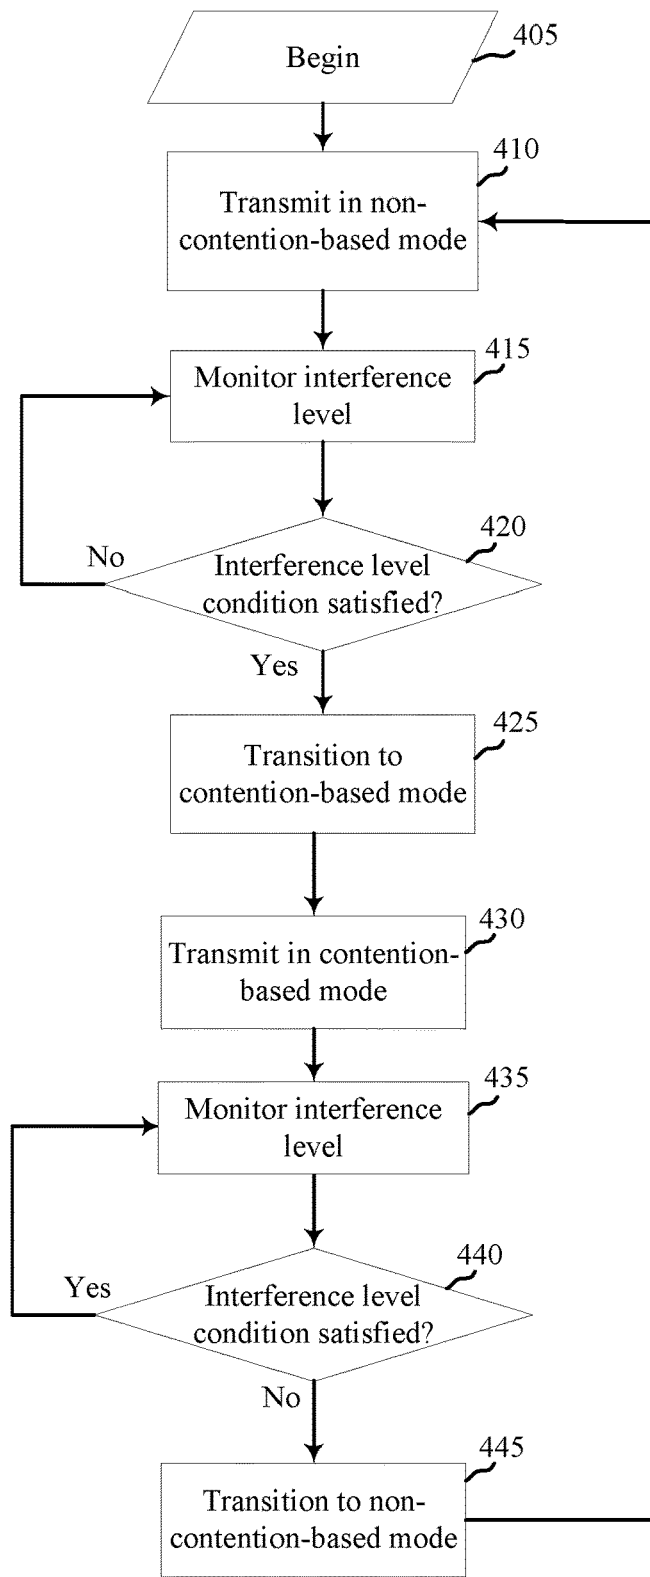 Begin
405
410
Transmit in non-
contention-based mode
415
Monitor interference
level
420
No
Interference level
condition satisfied?
Yes
425
Transition to
contention-based mode
430
Transmit in contention-
based mode
435
Monitor interference
level
440
Yes
Interference level
condition satisfied?
No
445
Transition to non-
contention-based mode